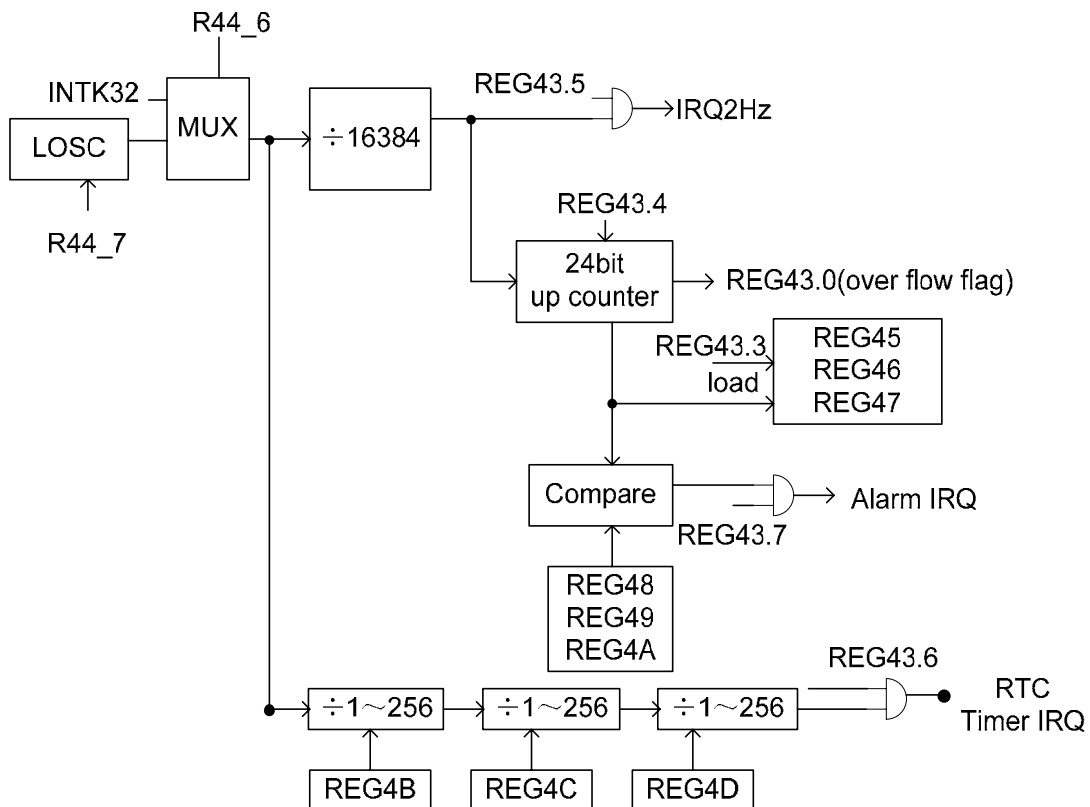 R44_6
INTK32
MUX
LOSC
R44_7
÷16384
REG43.5
IRQ2Hz
REG43.4
24bit
up counter
REG43.0(over flow flag)
REG43.3
load
REG45
REG46
REG47
Compare
REG43.7
Alarm IRQ
REG48
REG49
REG4A
÷1～256
÷1～256
÷1～256
REG43.6
RTC
Timer IRQ
REG4B
REG4C
REG4D